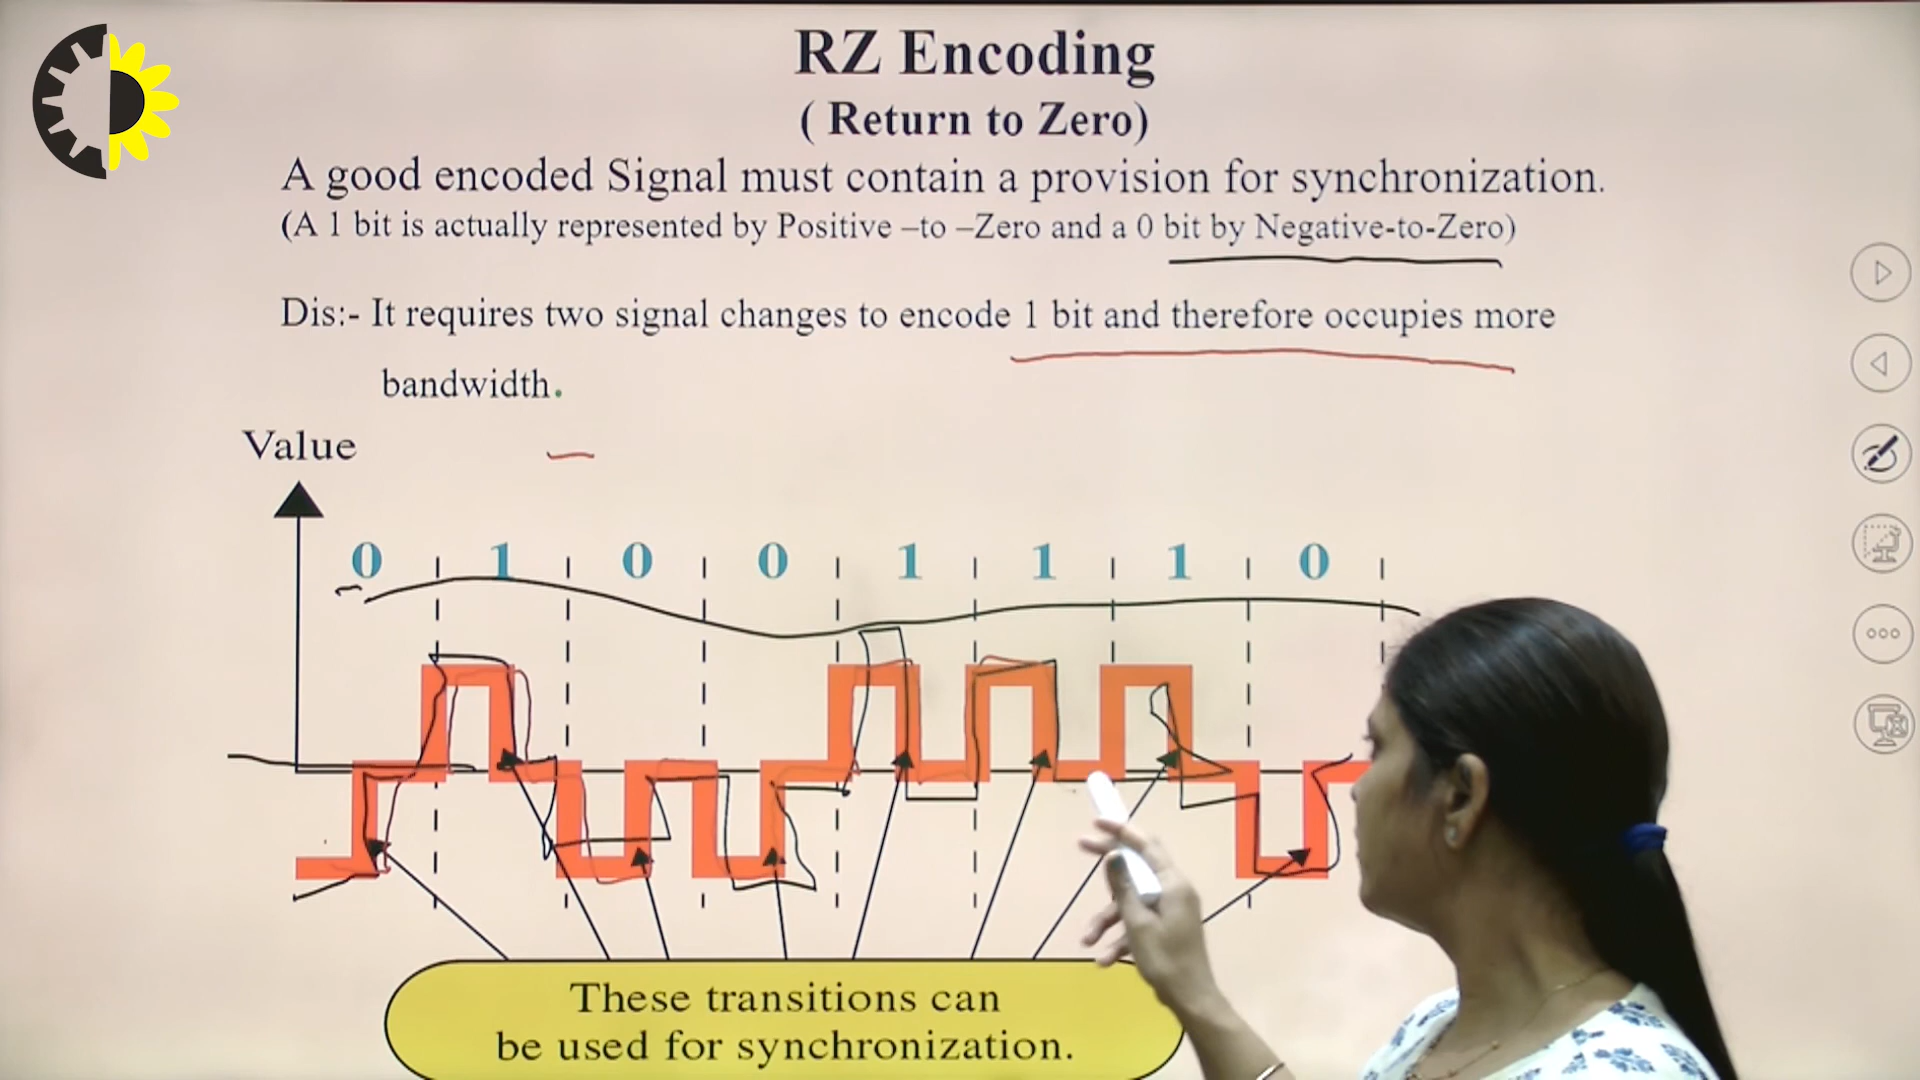 RZ Encoding
( Return to Zero)
A good encoded Signal must contain a provision for synchronization.
(A 1 bit is actually represented by Positive –to –Zero and a 0 bit by Negative-to-Zero)
Dis:- It requires two signal changes to encode 1 bit and therefore occupies more
bandwidth.
Value
0 1 0 0 1 1 1 0
These transitions can
be used for synchronization.